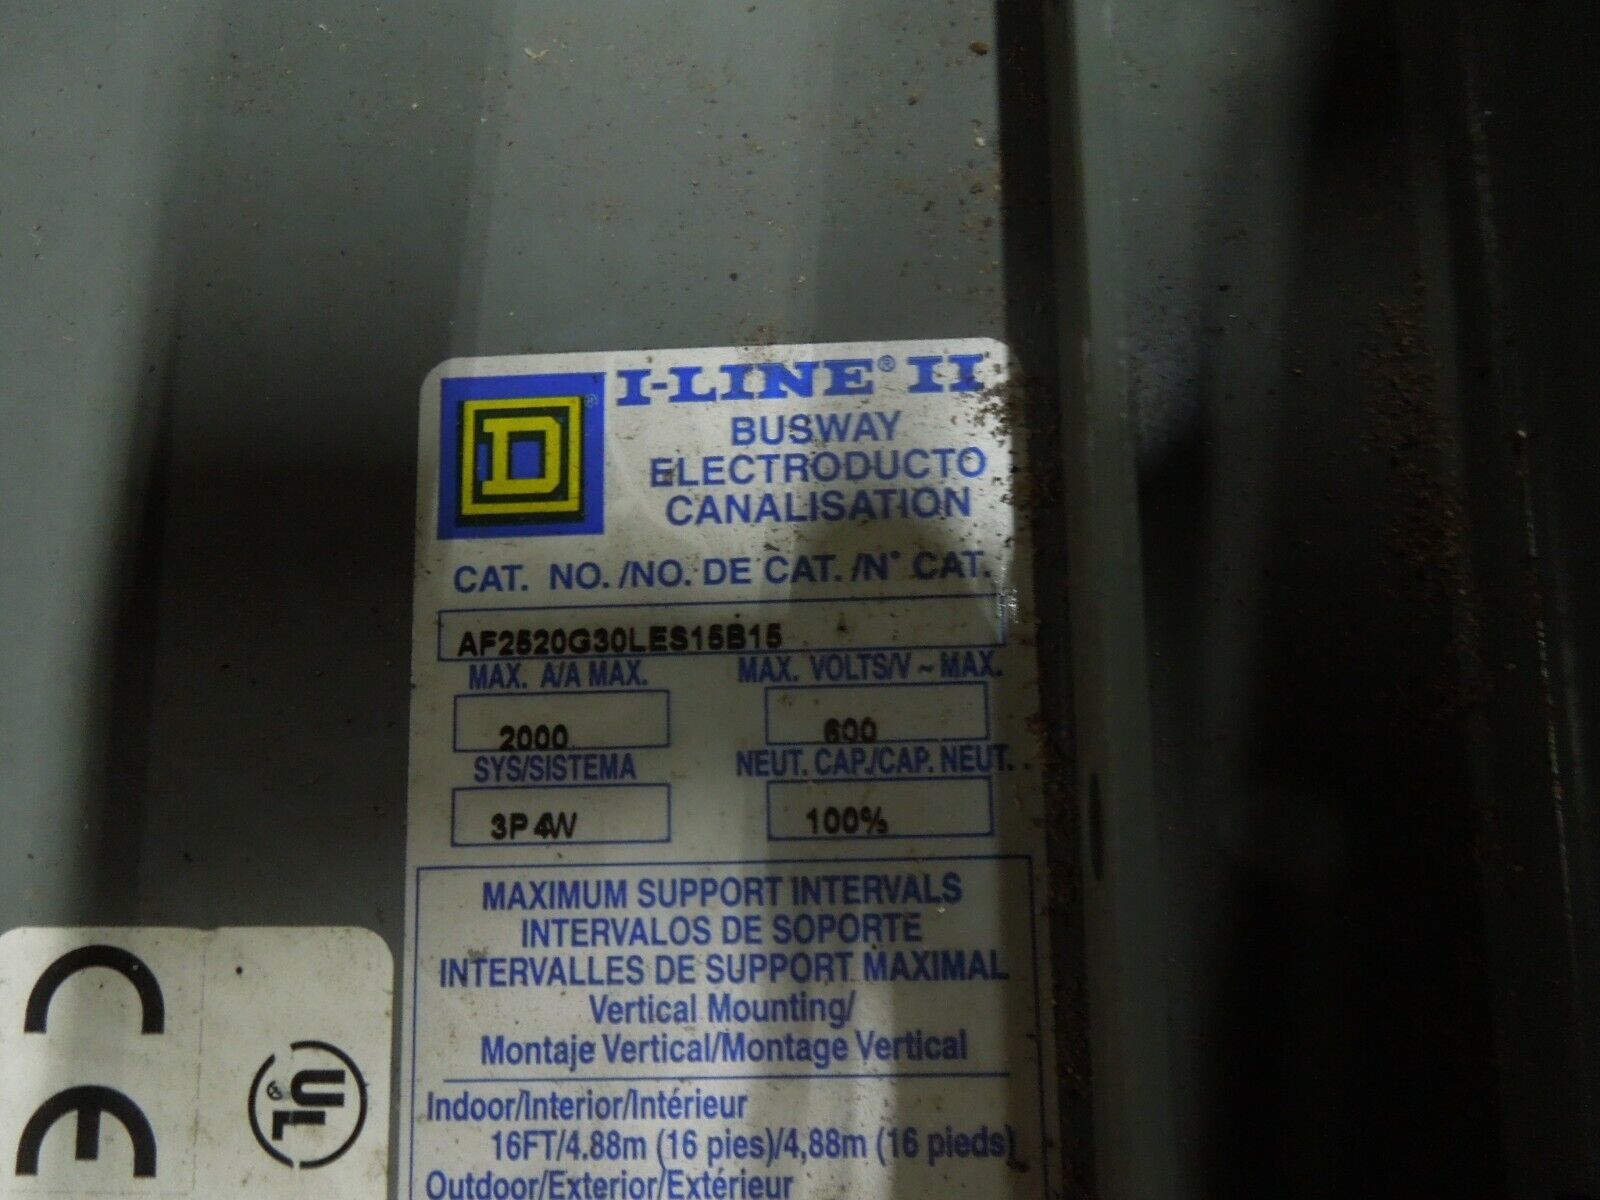 D ®
I-LINE® II
BUSWAY
ELECTRODUCTO
CANALISATION
CAT. NO. /NO. DE CAT. /N° CAT.
AF2520G30LES15B15
MAX. A/A MAX. MAX. VOLTS/V ~ MAX.
2000 600
SYS/SISTEMA NEUT. CAP./CAP. NEUT.
3P 4W 100%
MAXIMUM SUPPORT INTERVALS
INTERVALOS DE SOPORTE
INTERVALLES DE SUPPORT MAXIMAL
Vertical Mounting/
Montaje Vertical/Montage Vertical
Indoor/Interior/Intérieur
16FT/4.88m (16 pies)/4,88m (16 pieds)
Outdoor/Exterior/Extérieur
CE
UL ®